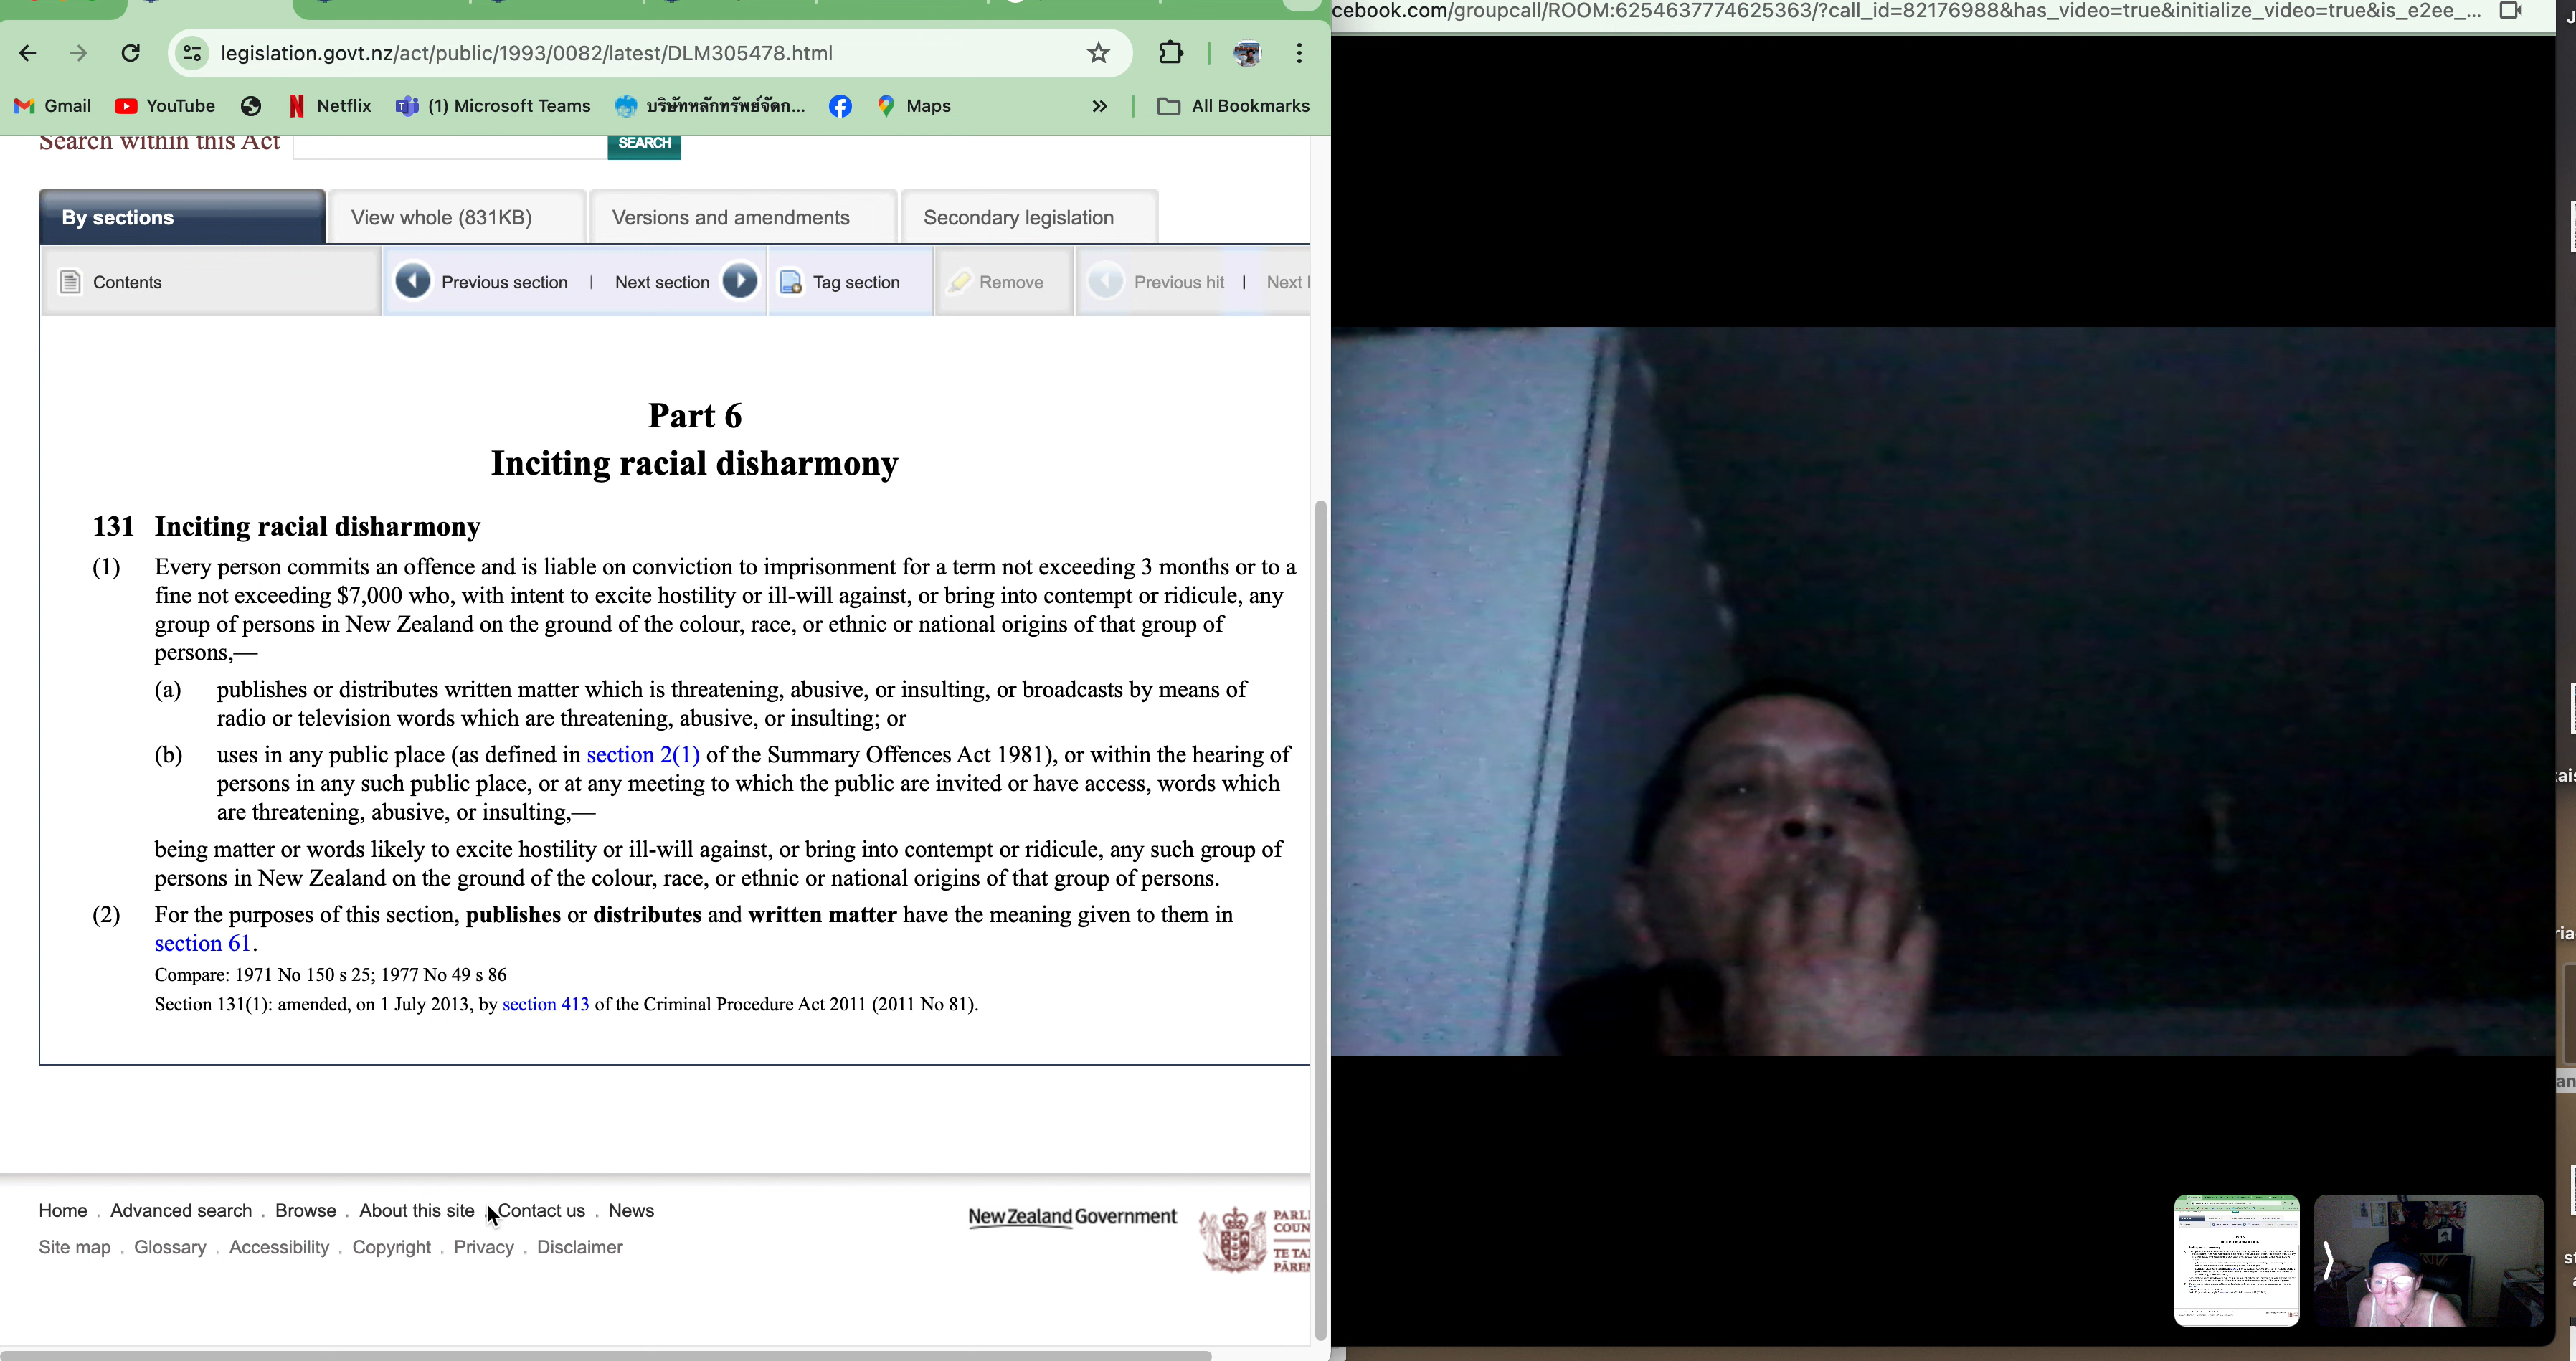 legislation.govt.nz/act/public/1993/0082/latest/DLM305478.html
Gmail
YouTube
Netflix
(1) Microsoft Teams
บริษัทหลักทรัพย์จัดก...
Maps
»
All Bookmarks
Search within this Act
SEARCH
By sections
View whole (831KB)
Versions and amendments
Secondary legislation
Contents
Previous section | Next section
Tag section
Remove
Previous hit | Next
Part 6
Inciting racial disharmony
131 Inciting racial disharmony
(1) Every person commits an offence and is liable on conviction to imprisonment for a term not exceeding 3 months or to a
fine not exceeding $7,000 who, with intent to excite hostility or ill-will against, or bring into contempt or ridicule, any
group of persons in New Zealand on the ground of the colour, race, or ethnic or national origins of that group of
persons,—
(a) publishes or distributes written matter which is threatening, abusive, or insulting, or broadcasts by means of
radio or television words which are threatening, abusive, or insulting; or
(b) uses in any public place (as defined in section 2(1) of the Summary Offences Act 1981), or within the hearing of
persons in any such public place, or at any meeting to which the public are invited or have access, words which
are threatening, abusive, or insulting,—
being matter or words likely to excite hostility or ill-will against, or bring into contempt or ridicule, any such group of
persons in New Zealand on the ground of the colour, race, or ethnic or national origins of that group of persons.
(2) For the purposes of this section, publishes or distributes and written matter have the meaning given to them in
section 61.
Compare: 1971 No 150 s 25; 1977 No 49 s 86
Section 131(1): amended, on 1 July 2013, by section 413 of the Criminal Procedure Act 2011 (2011 No 81).
Home . Advanced search . Browse . About this site . Contact us . News
Site map . Glossary . Accessibility . Copyright . Privacy . Disclaimer
New Zealand Government
PARL
COUN
TE TA
PĀREM
cebook.com/groupcall/ROOM:6254637774625363/?call_id=82176988&has_video=true&initialize_video=true&is_e2ee_...